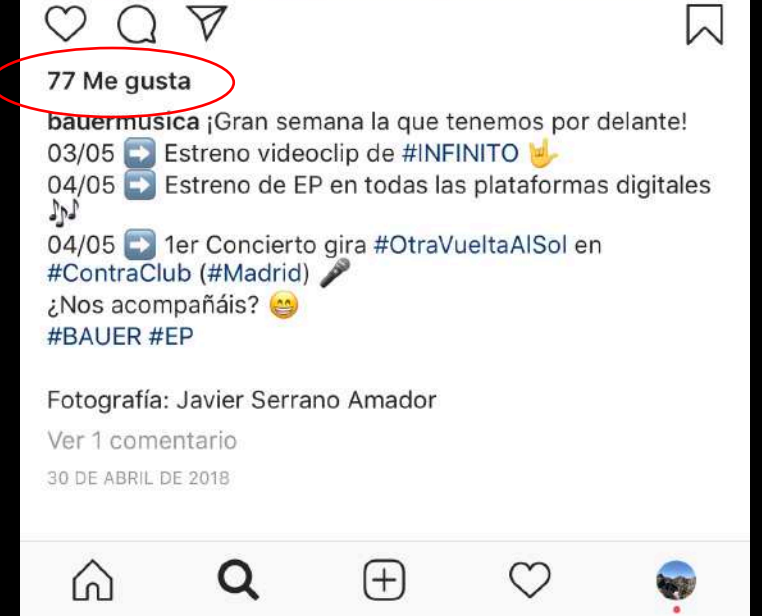 77 Me gusta
bauermusica ¡Gran semana la que tenemos por delante!
03/05 ➡️ Estreno videoclip de #INFINITO 🤟
04/05 ➡️ Estreno de EP en todas las plataformas digitales
🎶
04/05 ➡️ 1er Concierto gira #OtraVueltaAlSol en
#ContraClub (#Madrid) 🎤
¿Nos acompañáis? 😁
#BAUER #EP
Fotografía: Javier Serrano Amador
Ver 1 comentario
30 DE ABRIL DE 2018